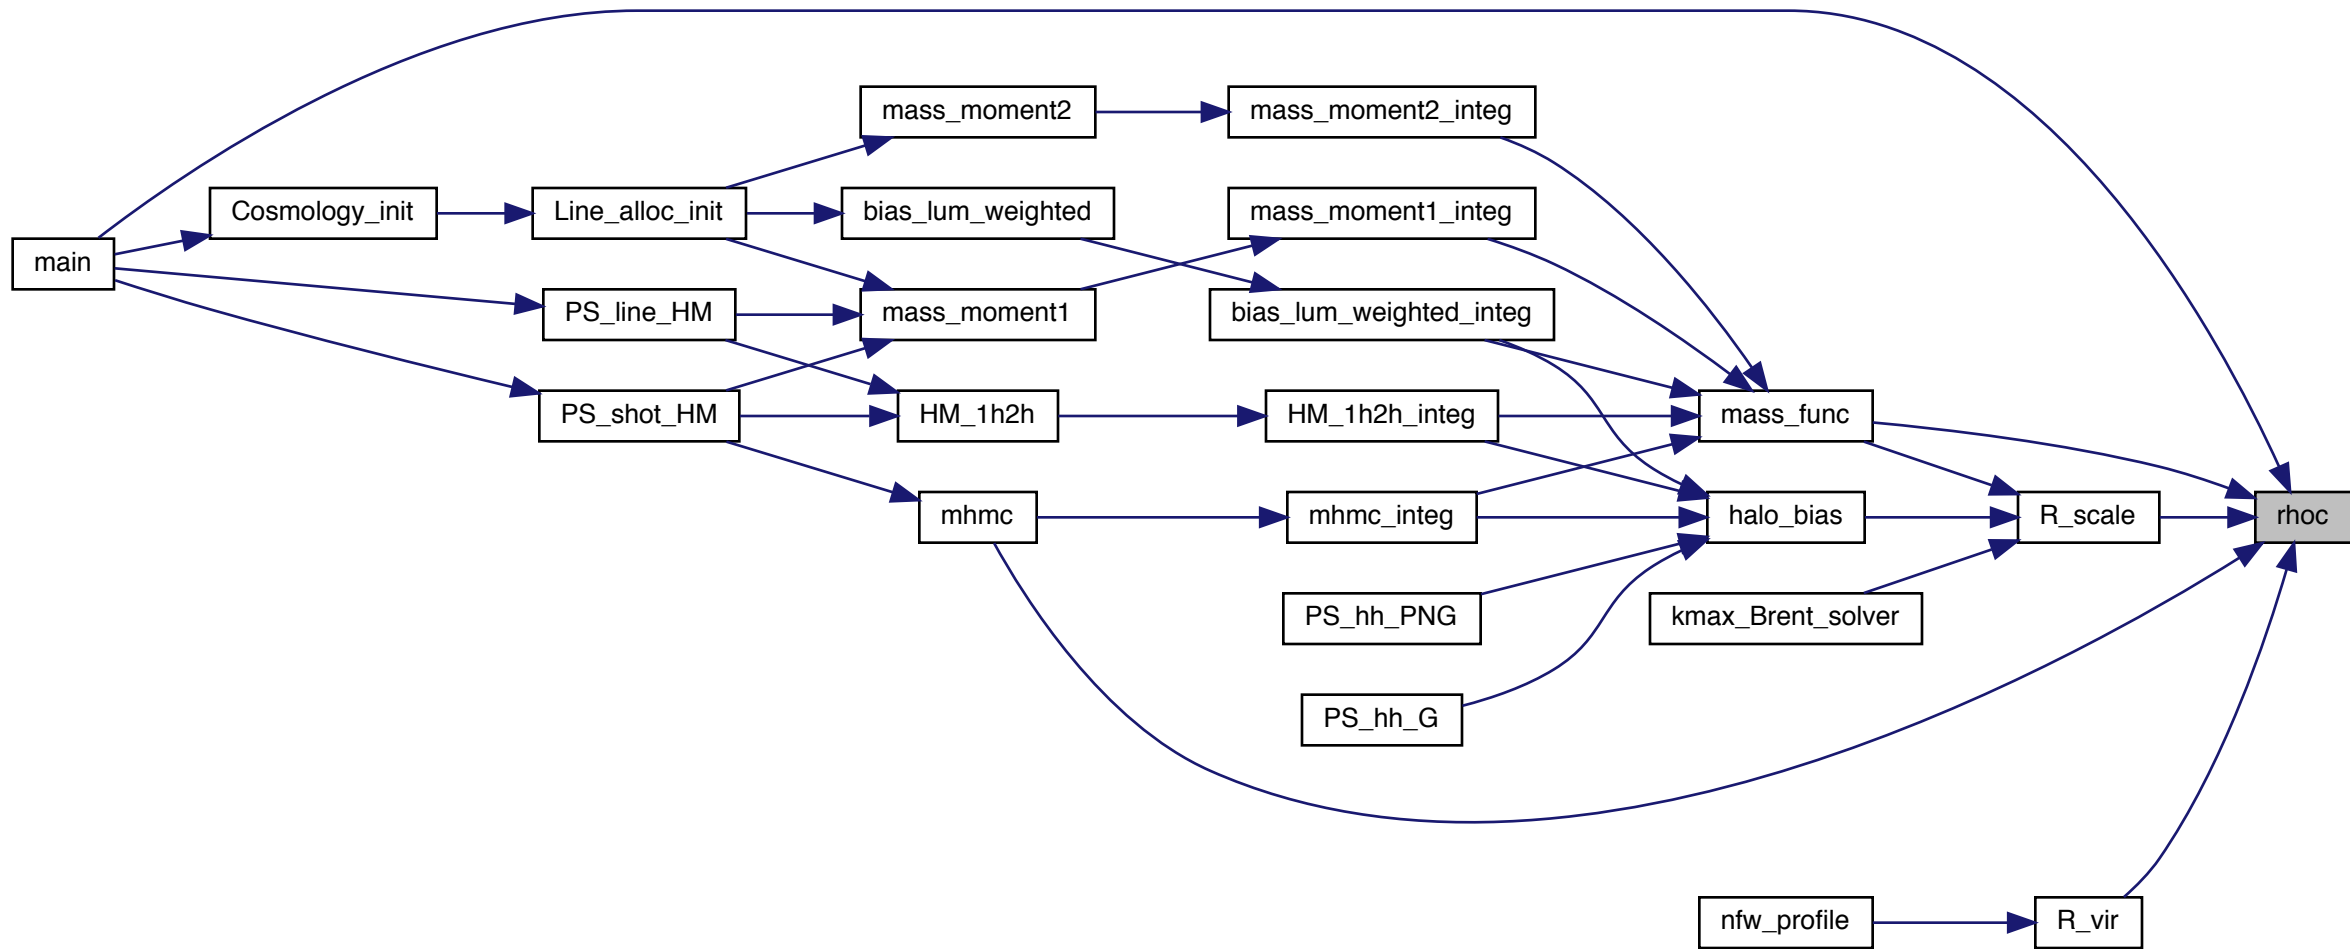 mass_moment2
mass_moment2_integ
Cosmology_init
Line_alloc_init
bias_lum_weighted
mass_moment1_integ
main
PS_line_HM
mass_moment1
bias_lum_weighted_integ
PS_shot_HM
HM_1h2h
HM_1h2h_integ
mass_func
mhmc
mhmc_integ
halo_bias
R_scale
rhoc
PS_hh_PNG
kmax_Brent_solver
PS_hh_G
nfw_profile
R_vir